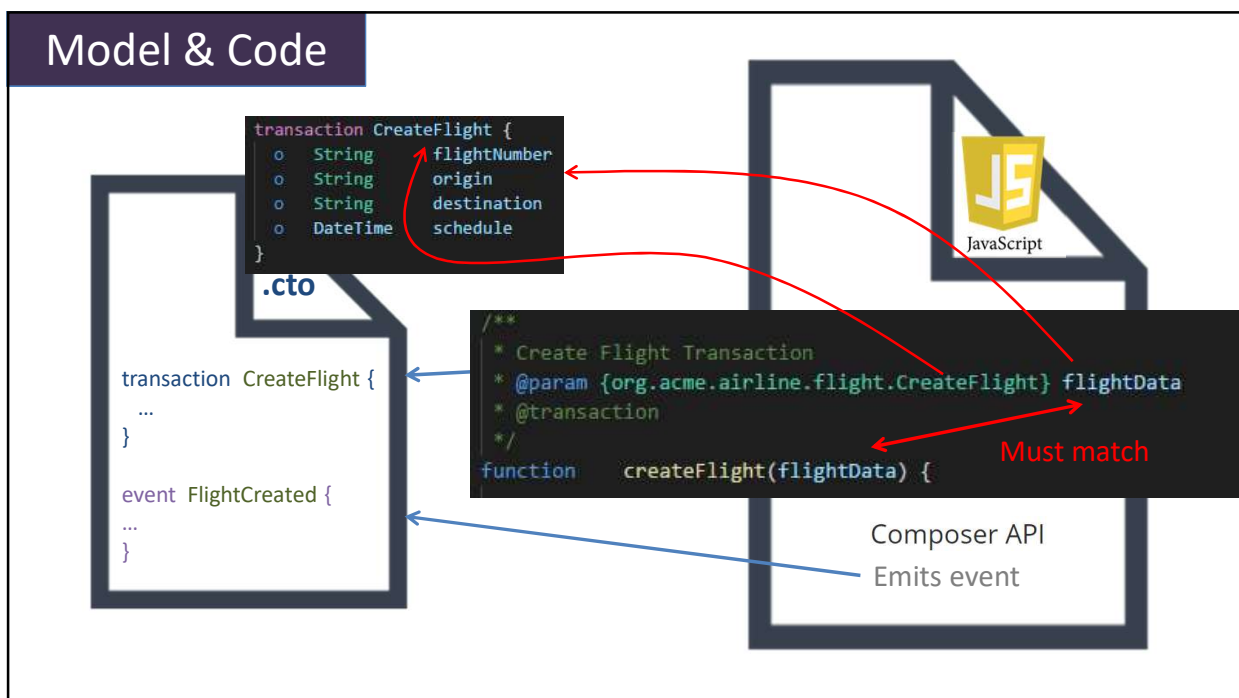 Model & Code
transaction CreateFlight {
o String flightNumber
o String origin
o String destination
o DateTime schedule
}
.cto
transaction CreateFlight {
...
}
event FlightCreated {
...
}
JS
JavaScript
/**
* Create Flight Transaction
* @param {org.acme.airline.flight.CreateFlight} flightData
* @transaction
*/
Must match
function createFlight(flightData) {
Composer API
Emits event